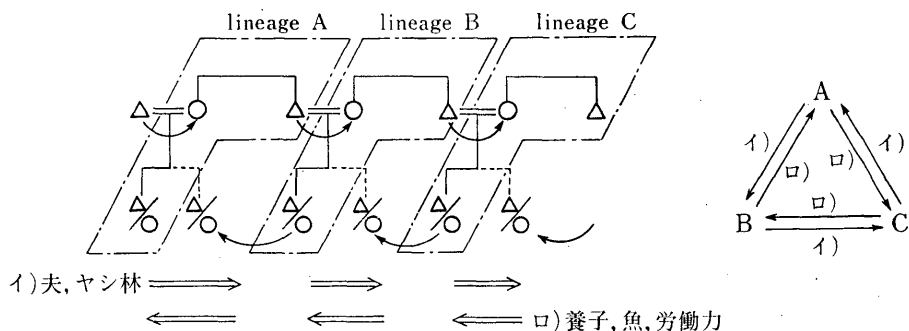 lineage A lineage B lineage C
A
イ) イ)
ロ) ロ)
ロ)
B C
イ)
イ)夫,ヤシ林
ロ)養子,魚,労働力